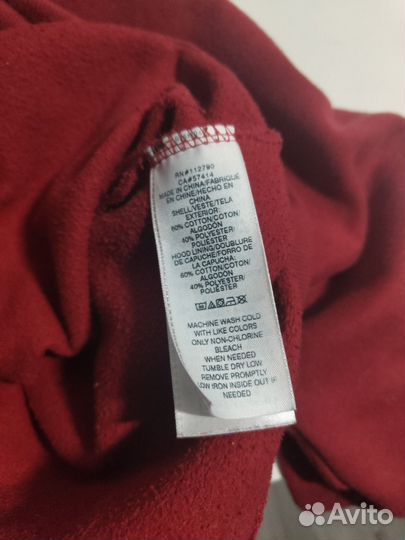 RN#112790
CA#57414
MADE IN CHINA/FABRIQUÉ
EN CHINE/HECHO EN
CHINA
SHELL/VESTE/TELA
EXTERIOR:
60% COTTON/COTON/
ALGODON
40% POLYESTER/
POLIESTER
HOOD LINING/DOUBLURE
DE CAPUCHE/FORRO DE
LA CAPUCHA:
60% COTTON/COTON/
ALGODON
40% POLYESTER/
POLIESTER
MACHINE WASH COLD
WITH LIKE COLORS
ONLY NON-CHLORINE
BLEACH
WHEN NEEDED
TUMBLE DRY LOW
REMOVE PROMPTLY
LOW IRON INSIDE OUT IF
NEEDED
Avito